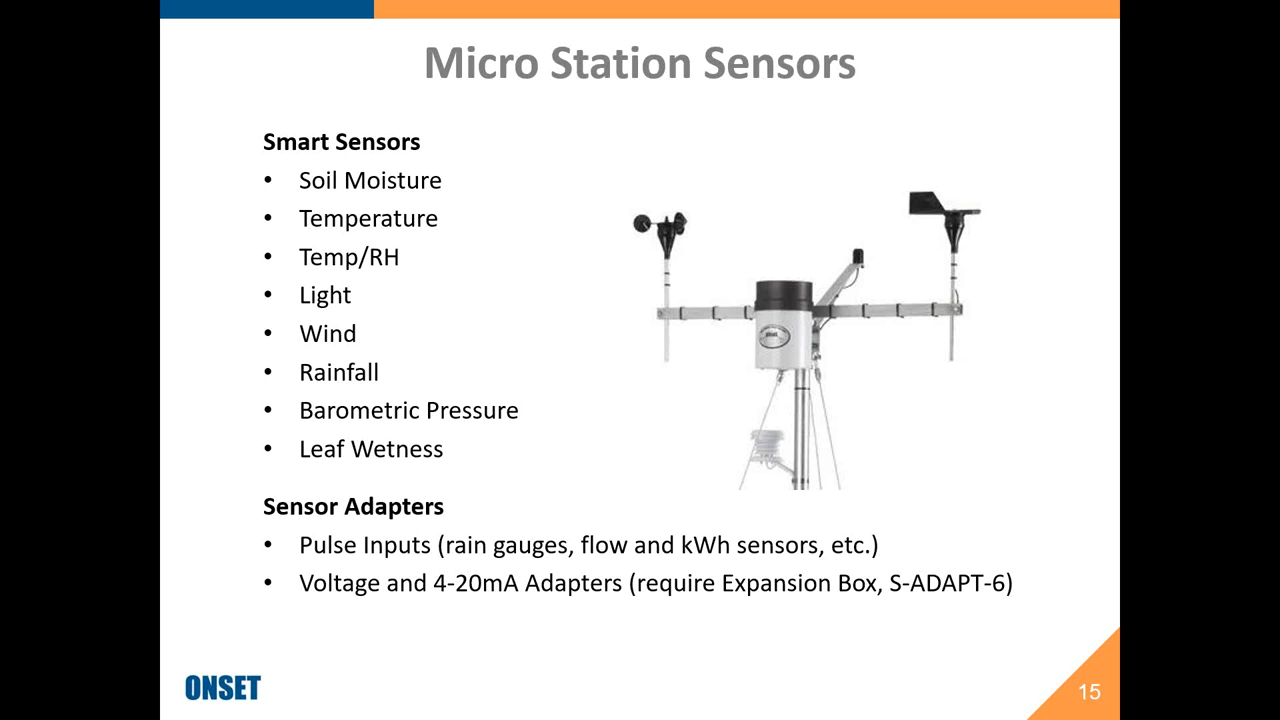 Micro Station Sensors
Smart Sensors
• Soil Moisture
• Temperature
• Temp/RH
• Light
• Wind
• Rainfall
• Barometric Pressure
• Leaf Wetness
Sensor Adapters
• Pulse Inputs (rain gauges, flow and kWh sensors, etc.)
• Voltage and 4-20mA Adapters (require Expansion Box, S-ADAPT-6)
ONSET
15